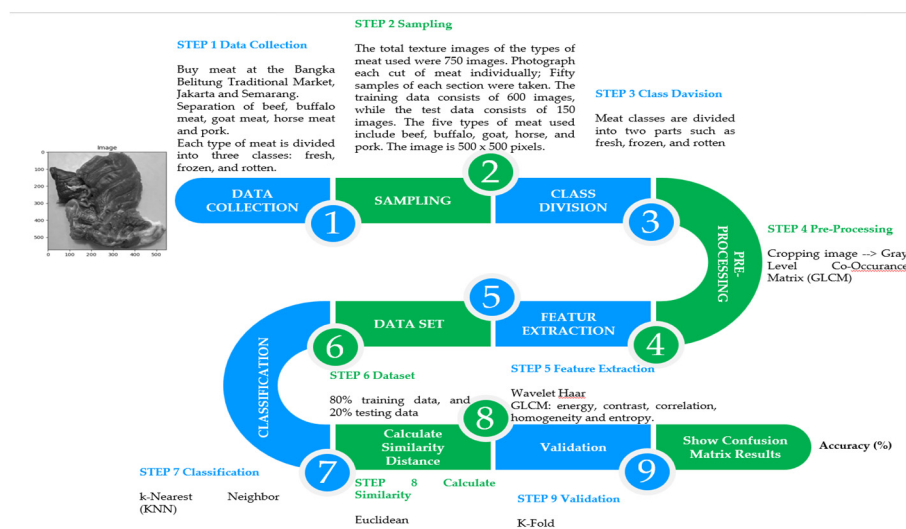 STEP 1 Data Collection
Buy meat at the Bangka
Belitung Traditional Market,
Jakarta and Semarang.
Separation of beef, buffalo
meat, goat meat, horse meat
and pork.
Each type of meat is divided
into three classes: fresh,
frozen, and rotten.
STEP 2 Sampling
The total texture images of the types of
meat used were 750 images. Photograph
each cut of meat individually; Fifty
samples of each section were taken. The
training data consists of 600 images,
while the test data consists of 150
images. The five types of meat used
include beef, buffalo, goat, horse, and
pork. The image is 500 x 500 pixels.
STEP 3 Class Davision
Meat classes are divided
into two parts such as
fresh, frozen, and rotten
Image
0
100
200
300
400
500
0 100 200 300 400 500
DATA
COLLECTION
1
SAMPLING
2
CLASS
DIVISION
3
PRE-
PROCESSING
STEP 4 Pre-Processing
Cropping image --> Gray
Level Co-Occurance
Matrix (GLCM)
4
FEATUR
EXTRACTION
5
DATA SET
6
CLASSIFICATION
STEP 5 Feature Extraction
Wavelet Haar
GLCM: energy, contrast, correlation,
homogeneity and entropy.
STEP 6 Dataset
80% training data, and
20% testing data
7
Calculate
Similarity
Distance
8
Validation
9
Show Confusion
Matrix Results
Accuracy (%)
STEP 7 Classification
k-Nearest Neighbor
(KNN)
STEP 8 Calculate
Similarity
Euclidean
STEP 9 Validation
K-Fold